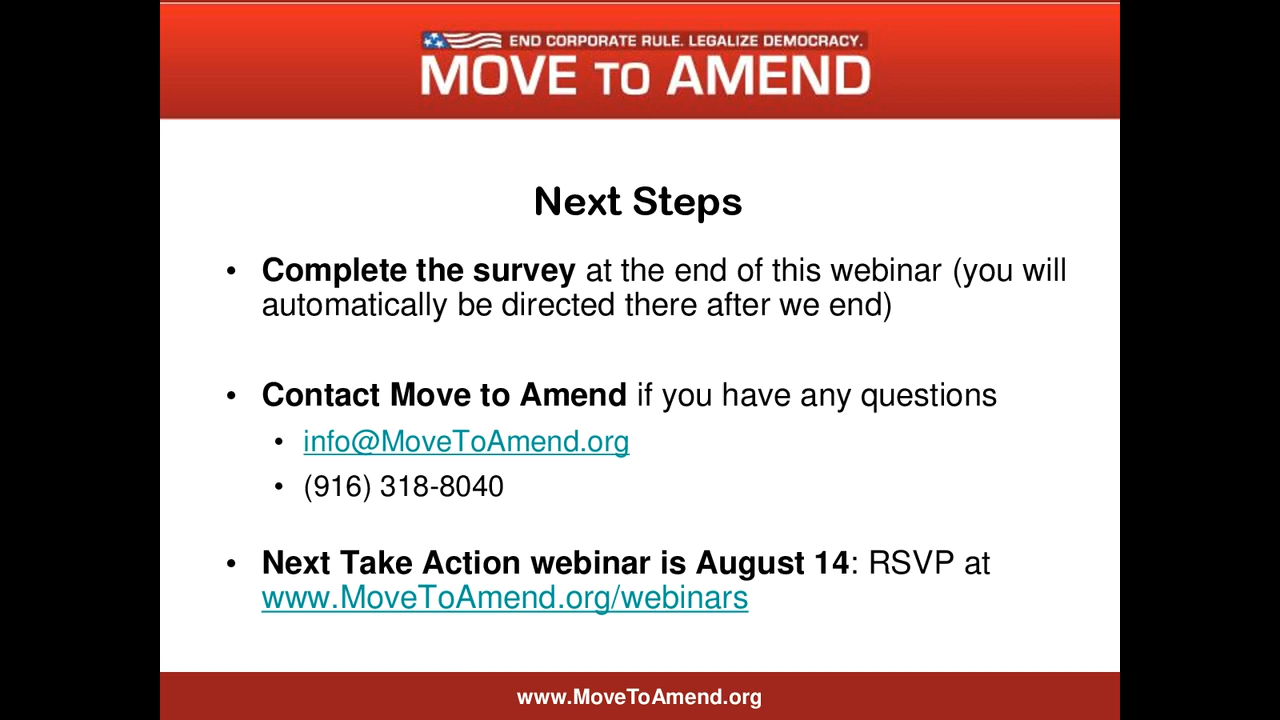 END CORPORATE RULE. LEGALIZE DEMOCRACY.
MOVE TO AMEND
Next Steps
• Complete the survey at the end of this webinar (you will
automatically be directed there after we end)
• Contact Move to Amend if you have any questions
• info@MoveToAmend.org
• (916) 318-8040
• Next Take Action webinar is August 14: RSVP at
www.MoveToAmend.org/webinars
www.MoveToAmend.org